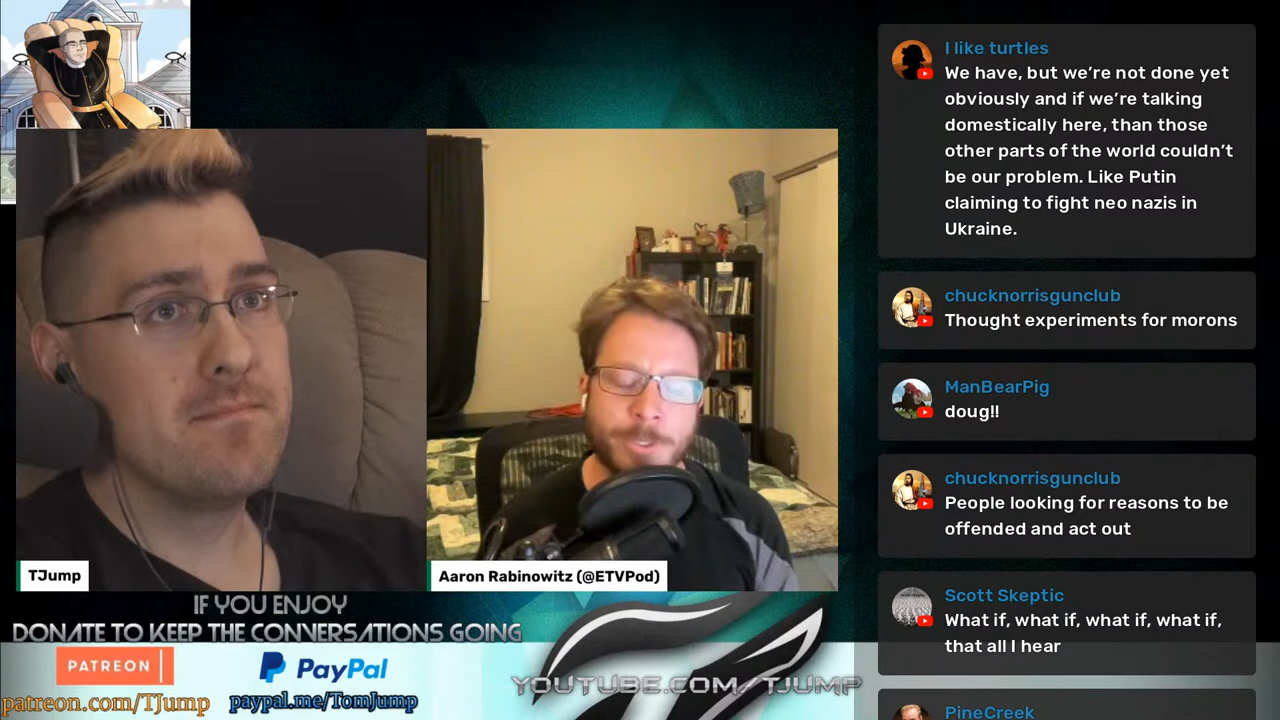 TJump
Aaron Rabinowitz (@ETVPod)
IF YOU ENJOY
DONATE TO KEEP THE CONVERSATIONS GOING
PATREON
PayPal
patreon.com/TJump
paypal.me/TomJump
YOUTUBE.COM/TJUMP
I like turtles
We have, but we’re not done yet
obviously and if we’re talking
domestically here, than those
other parts of the world couldn’t
be our problem. Like Putin
claiming to fight neo nazis in
Ukraine.
chucknorrisgunclub
Thought experiments for morons
ManBearPig
doug!!
chucknorrisgunclub
People looking for reasons to be
offended and act out
Scott Skeptic
What if, what if, what if, what if,
that all I hear
PineCreek